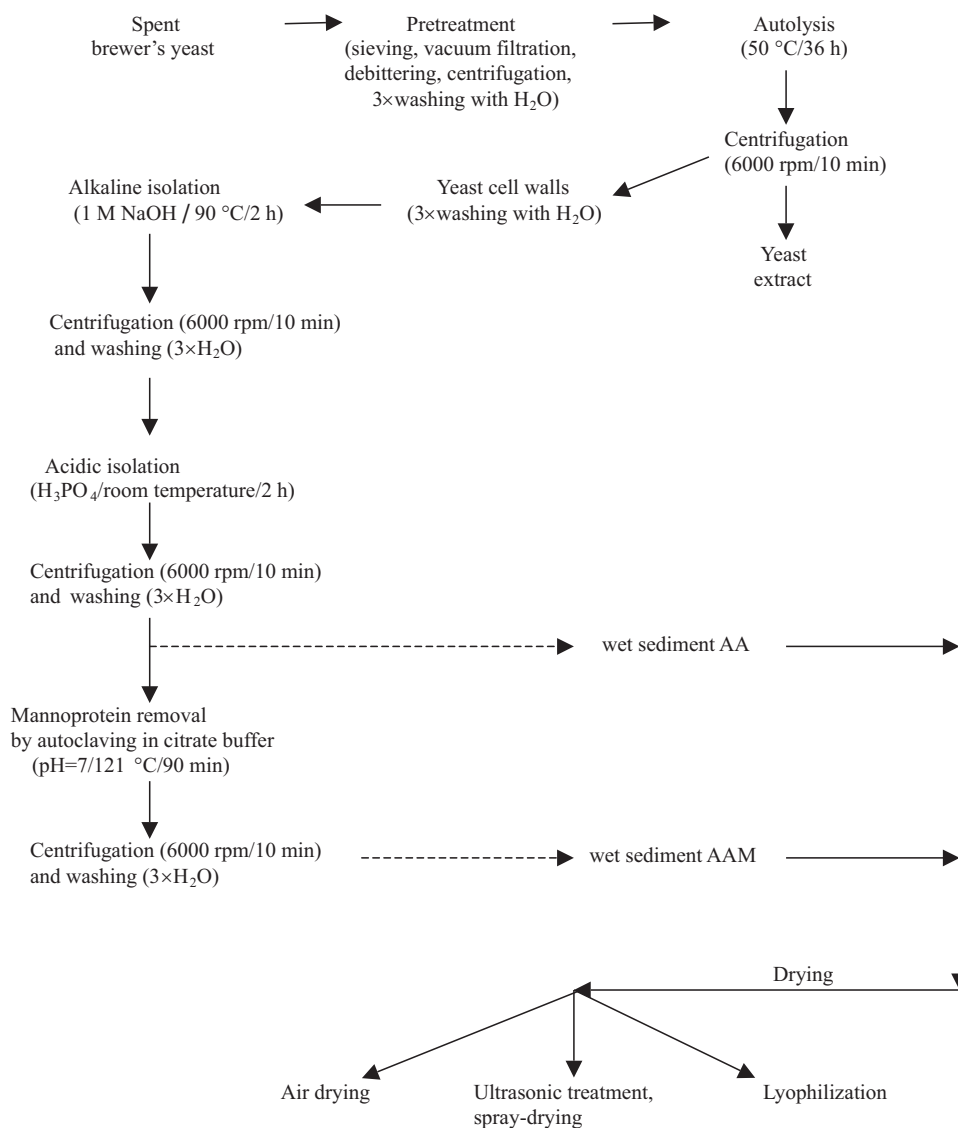 Spent
brewer’s yeast
Pretreatment
(sieving, vacuum filtration,
debittering, centrifugation,
3×washing with H₂O)
Autolysis
(50 °C/36 h)
Centrifugation
(6000 rpm/10 min)
Yeast
extract
Yeast cell walls
(3×washing with H₂O)
Alkaline isolation
(1 M NaOH / 90 °C/2 h)
Centrifugation (6000 rpm/10 min)
and washing (3×H₂O)
Acidic isolation
(H₃PO₄/room temperature/2 h)
Centrifugation (6000 rpm/10 min)
and washing (3×H₂O)
wet sediment AA
Mannoprotein removal
by autoclaving in citrate buffer
(pH=7/121 °C/90 min)
Centrifugation (6000 rpm/10 min)
and washing (3×H₂O)
wet sediment AAM
Drying
Air drying
Ultrasonic treatment,
spray-drying
Lyophilization